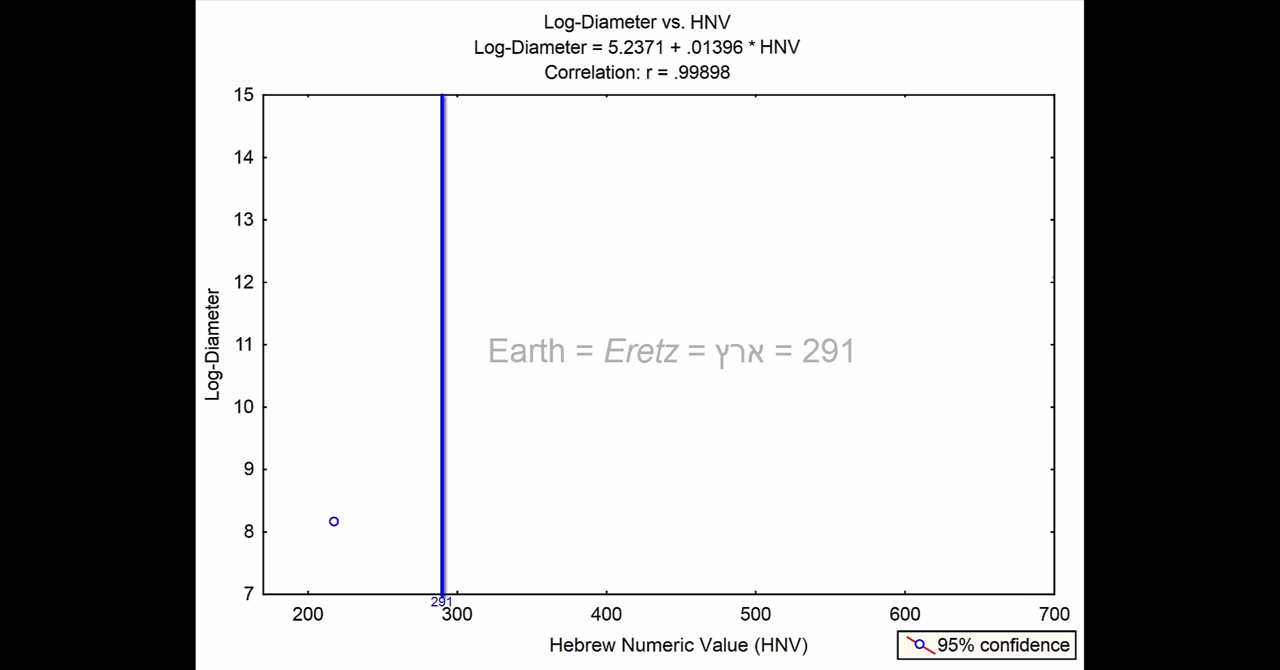 Log-Diameter vs. HNV
Log-Diameter = 5.2371 + .01396 * HNV
Correlation: r = .99898
15
14
13
12
11
10
9
8
7
Log-Diameter
Earth = Eretz = ארץ = 291
291
200 300 400 500 600 700
Hebrew Numeric Value (HNV)
95% confidence